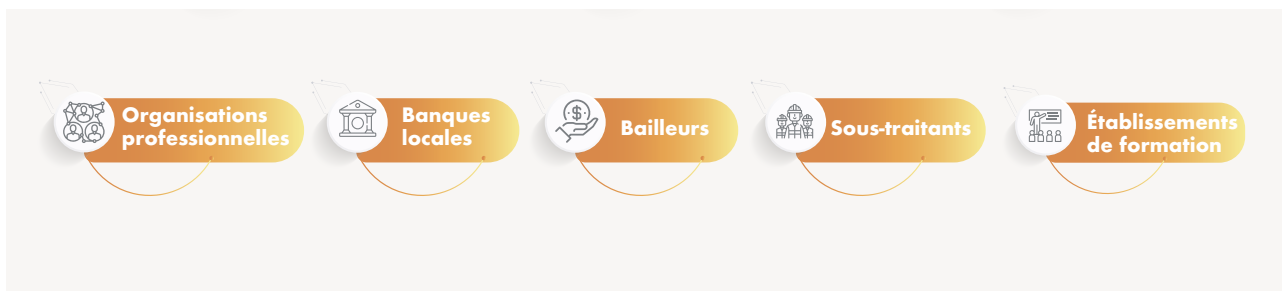 Organisations
professionnelles
Banques
locales
Bailleurs
Sous-traitants
Établissements
de formation